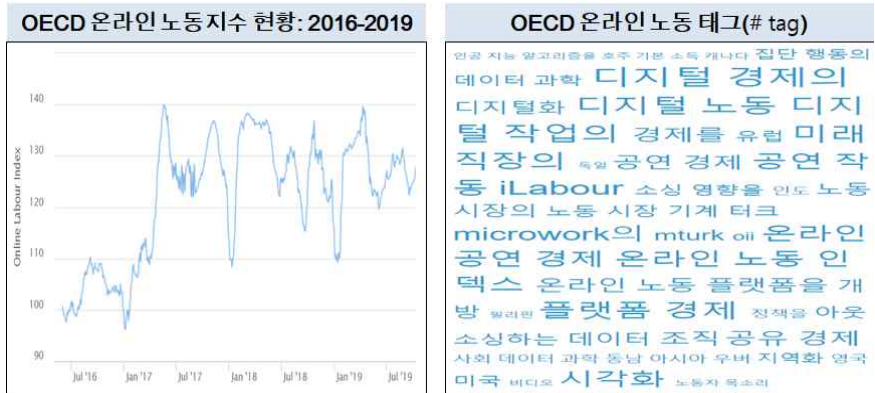 OECD 온라인 노동지수 현황: 2016-2019
Online Labour Index
140
130
120
110
100
90
Jul '16
Jan '17
Jul '17
Jan '18
Jul '18
Jan '19
Jul '19
OECD 온라인 노동 태그(# tag)
인공 지능 알고리즘을 호주 기본 소득 캐나다 집단 행동의
데이터 과학 디지털 경제의
디지털화 디지털 노동 디지
털 작업의 경제를 유럽 미래
직장의 독일 공연 경제 공연 작
동 iLabour 소싱 영향을 인도 노동
시장의 노동 시장 기계 터크
microwork의 mturk oii 온라인
공연 경제 온라인 노동 인
덱스 온라인 노동 플랫폼을 개
방 필리핀 플랫폼 경제 정책을 아웃
소싱하는 데이터 조직 공유 경제
사회 데이터 과학 동남 아시아 우버 지역화 영국
미국 비디오 시각화 노동자 목소리